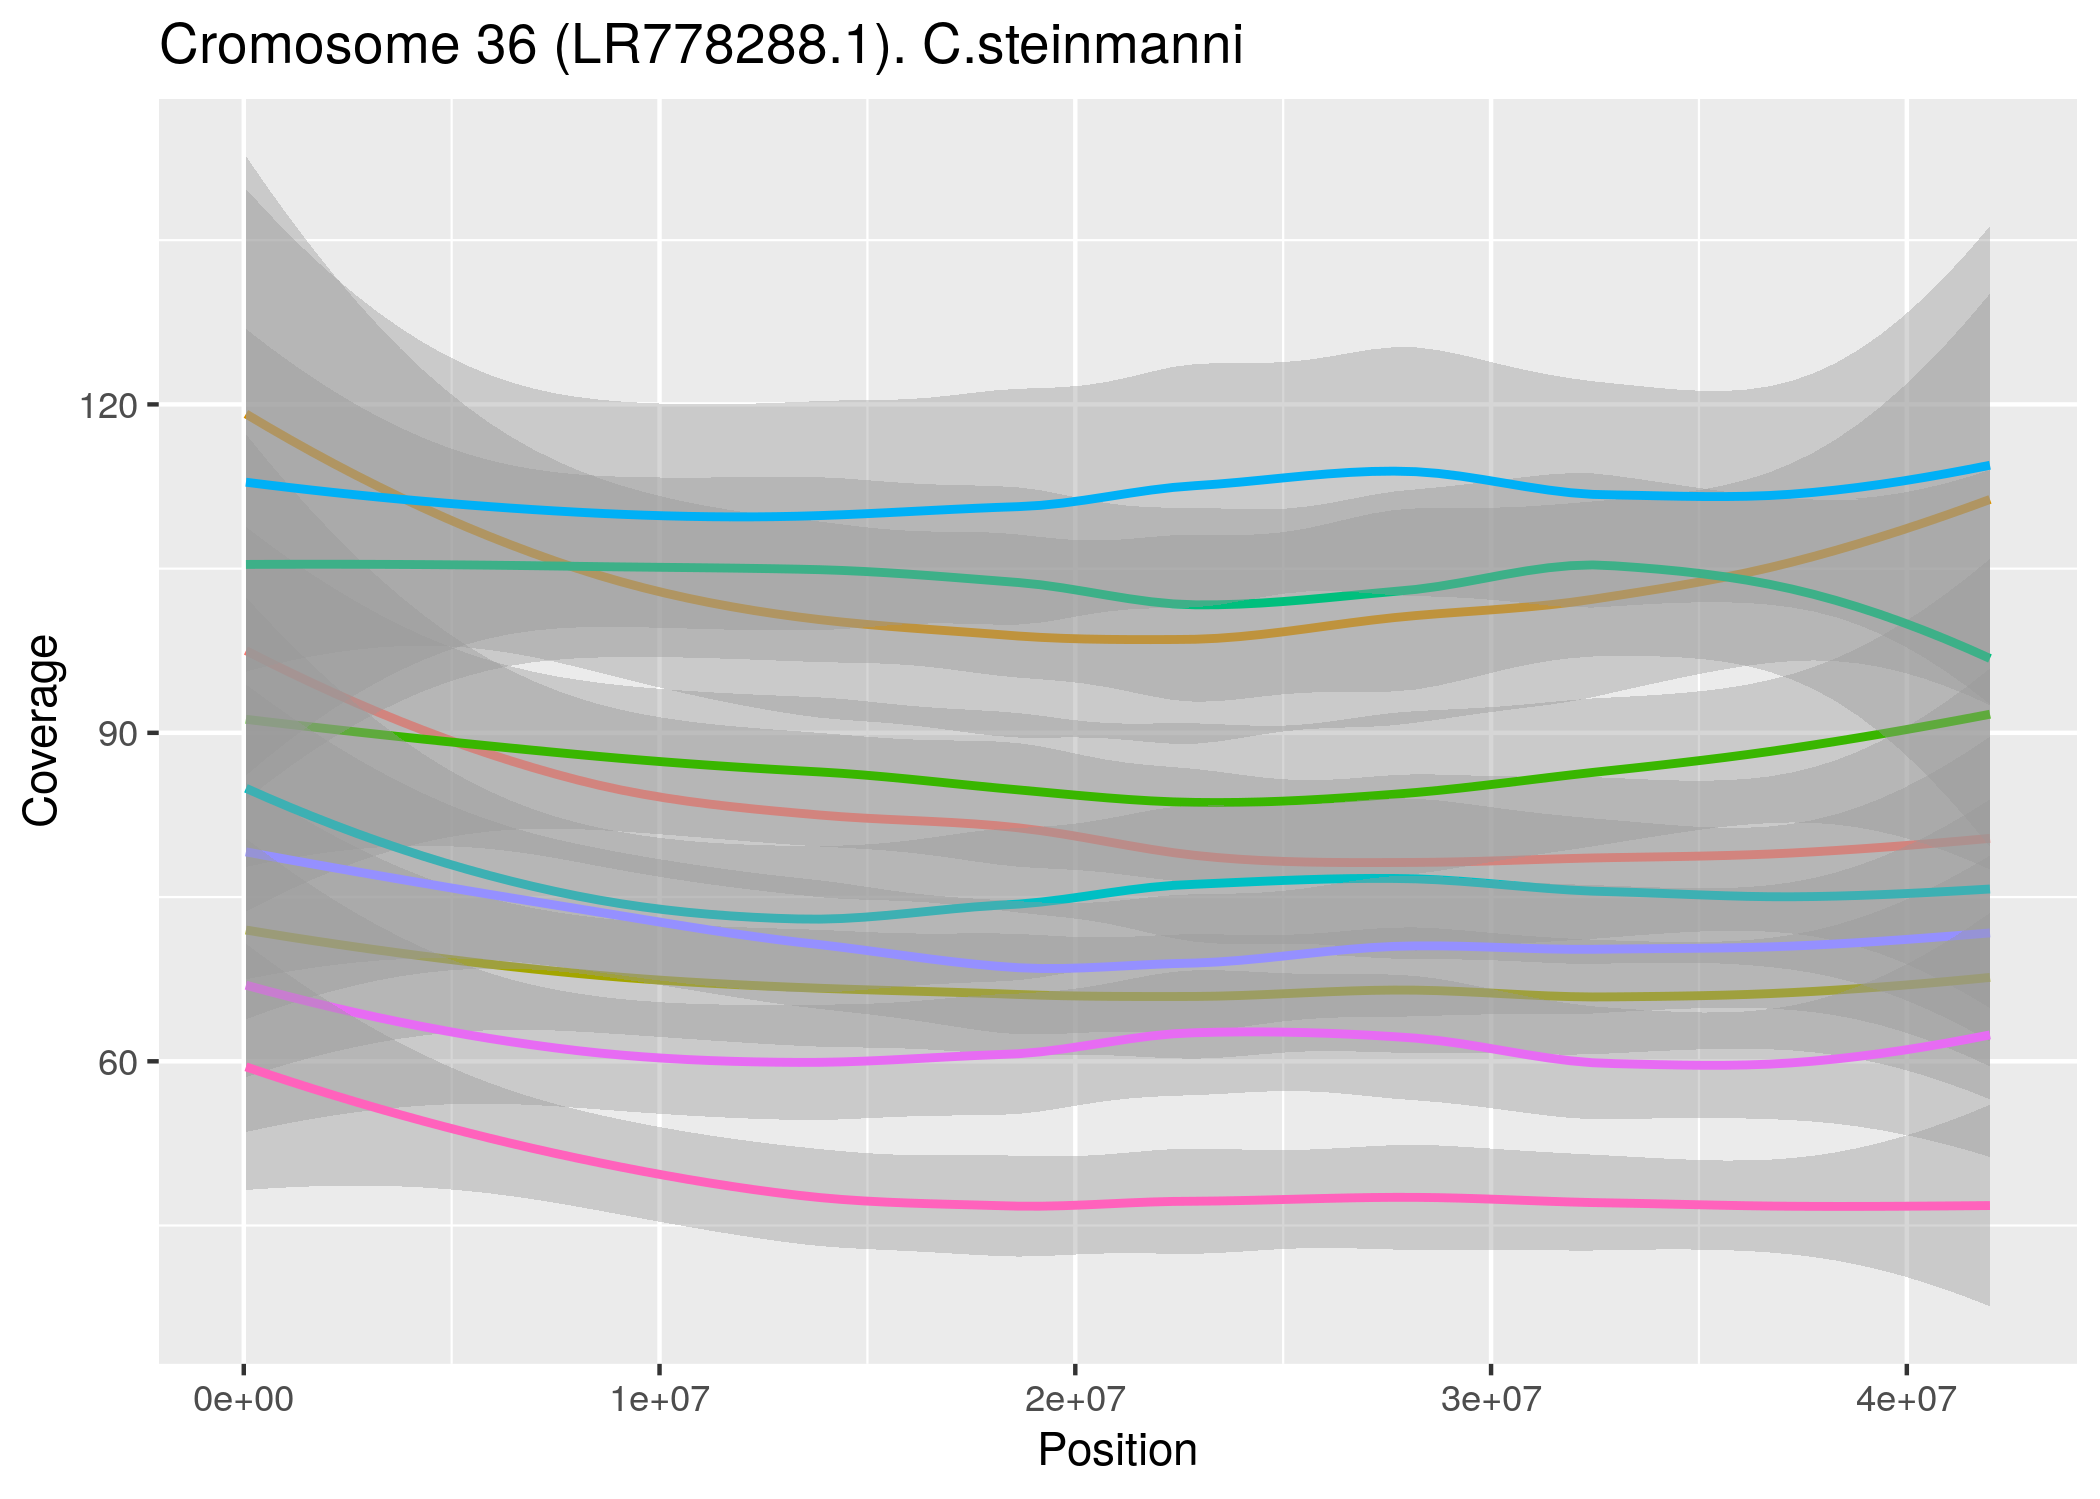 Cromosome 36 (LR778288.1). C.steinmanni
120
90
60
Coverage
0e+00 1e+07 2e+07 3e+07 4e+07
Position